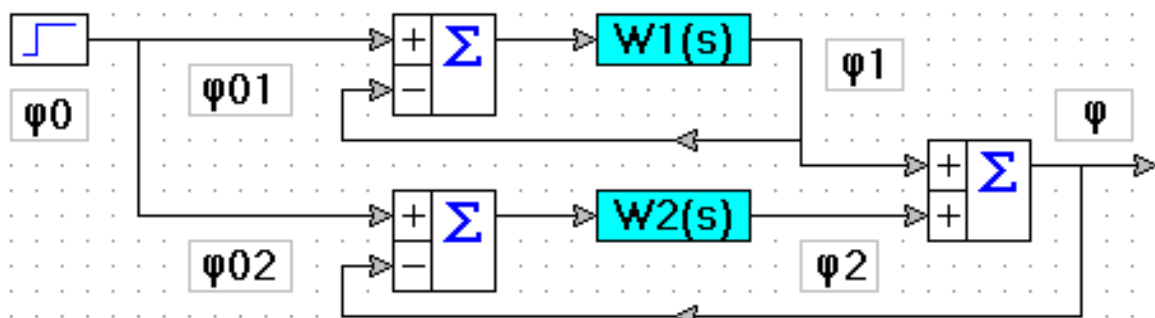 + Σ W1(s)
φ01 − φ1
φ0 φ
+ Σ
+ Σ W2(s) +
φ02 − φ2